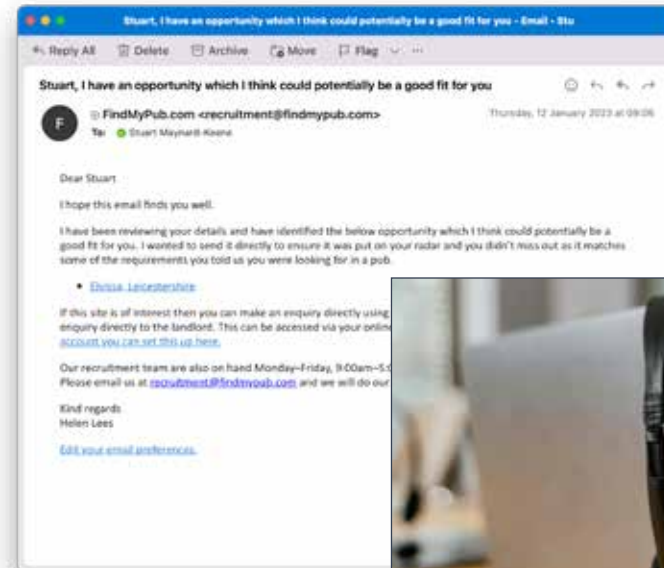 Stuart, I have an opportunity which I think could potentially be a good fit for you - Email - Stu
Reply All Delete Archive Move Flag
Stuart, I have an opportunity which I think could potentially be a good fit for you
F
FindMyPub.com <recruitment@findmypub.com>
Thursday, 12 January 2023 at 09:06
To: Stuart Maynard-Keene
Dear Stuart
I hope this email finds you well.
I have been reviewing your details and have identified the below opportunity which I think could potentially be a
good fit for you. I wanted to send it directly to ensure it was put on your radar and you didn't miss out as it matches
some of the requirements you told us you were looking for in a pub.
Leicestershire
If this site is of interest then you can make an enquiry directly using
enquiry directly to the landlord. This can be accessed via your online
account you can set this up here.
Our recruitment team are also on hand Monday–Friday, 9:00am–5:0
Please email us at recruitment@findmypub.com and we will do our
Kind regards
Helen Lees
Edit your email preferences.